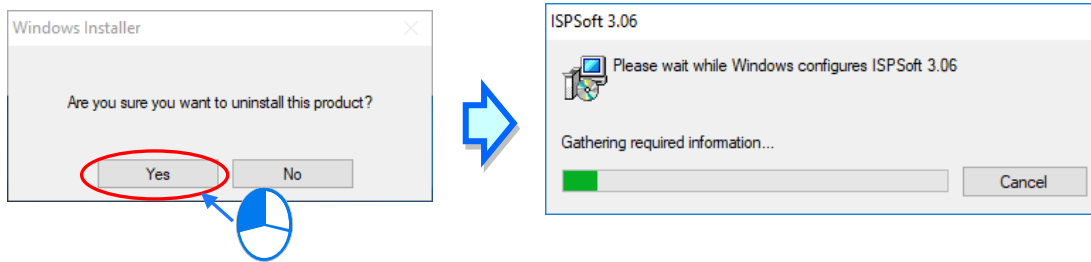 Windows Installer
Are you sure you want to uninstall this product?
Yes
No
ISPSoft 3.06
Please wait while Windows configures ISPSoft 3.06
Gathering required information...
Cancel